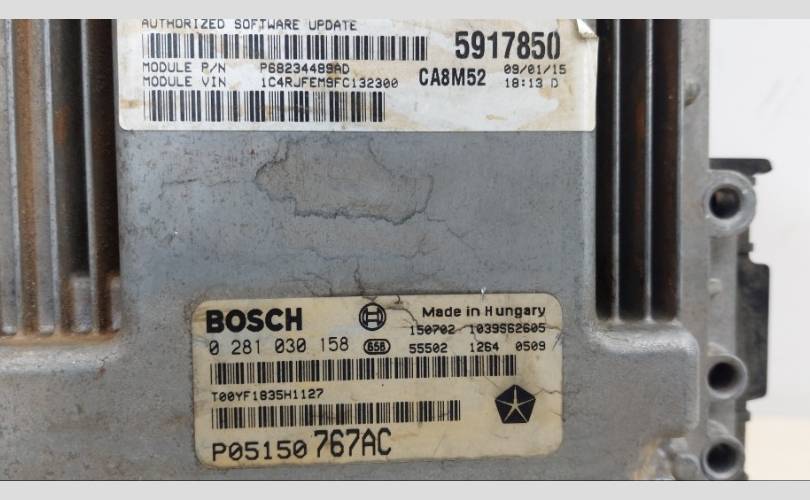 AUTHORIZED SOFTWARE UPDATE
5917850
MODULE P/N P68234489AD
CA8M52 09/01/15
MODULE VIN 1C4RJFEM9FC132300
18:13 D
BOSCH Made in Hungary
150702 1039S62605
0 281 030 158 658 55502 1264 0509
T00YF1835H1127
P05150767AC